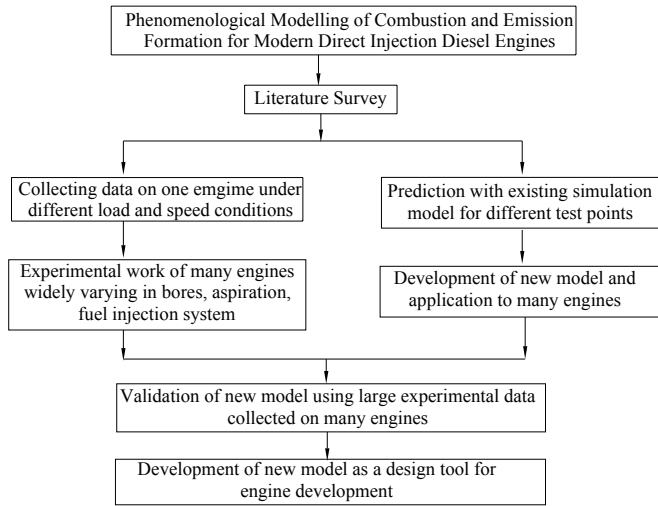 Phenomenological Modelling of Combustion and Emission
Formation for Modern Direct Injection Diesel Engines
Literature Survey
Collecting data on one emgime under
different load and speed conditions
Prediction with existing simulation
model for different test points
Experimental work of many engines
widely varying in bores, aspiration,
fuel injection system
Development of new model and
application to many engines
Validation of new model using large experimental data
collected on many engines
Development of new model as a design tool for
engine development